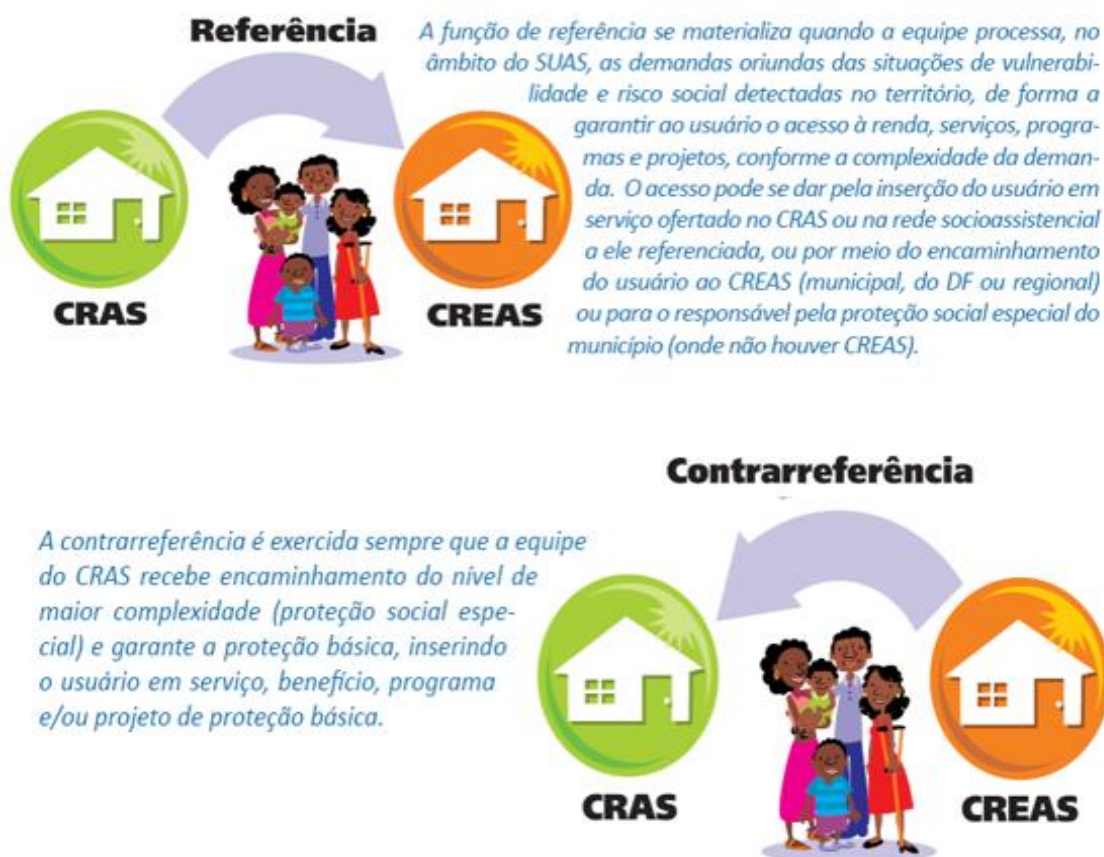 Referência
A função de referência se materializa quando a equipe processa, no
âmbito do SUAS, as demandas oriundas das situações de vulnerabi-
lidade e risco social detectadas no território, de forma a
garantir ao usuário o acesso à renda, serviços, progra-
mas e projetos, conforme a complexidade da deman-
da. O acesso pode se dar pela inserção do usuário em
serviço ofertado no CRAS ou na rede socioassistencial
a ele referenciada, ou por meio do encaminhamento
do usuário ao CREAS (municipal, do DF ou regional)
ou para o responsável pela proteção social especial do
município (onde não houver CREAS).
CRAS
CREAS
Contrarreferência
A contrarreferência é exercida sempre que a equipe
do CRAS recebe encaminhamento do nível de
maior complexidade (proteção social espe-
cial) e garante a proteção básica, inserindo
o usuário em serviço, benefício, programa
e/ou projeto de proteção básica.
CRAS
CREAS